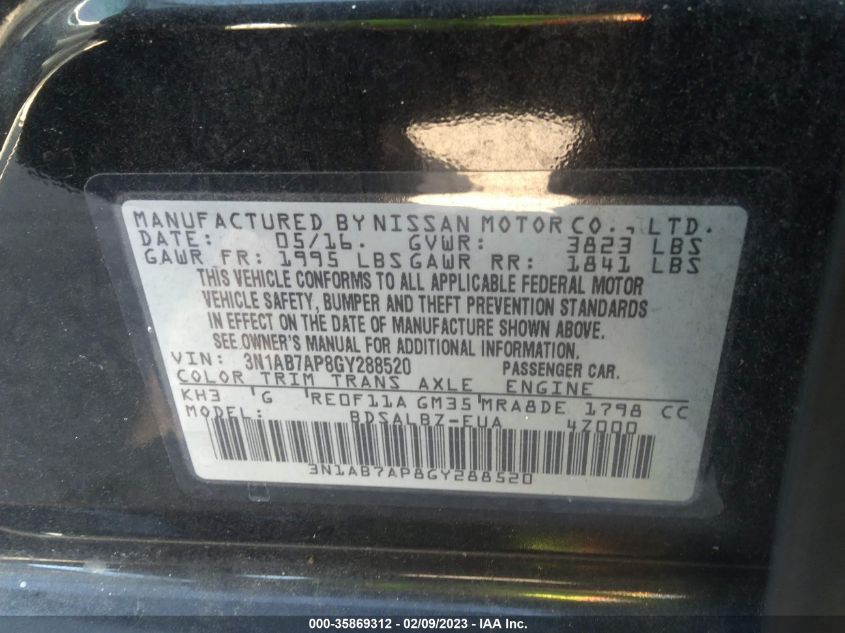 MANUFACTURED BY NISSAN MOTOR CO., LTD.
DATE: 05/16. GVWR: 3823 LBS
GAWR FR: 1995 LBS GAWR RR: 1841 LBS
THIS VEHICLE CONFORMS TO ALL APPLICABLE FEDERAL MOTOR
VEHICLE SAFETY, BUMPER AND THEFT PREVENTION STANDARDS
IN EFFECT ON THE DATE OF MANUFACTURE SHOWN ABOVE.
SEE OWNER'S MANUAL FOR ADDITIONAL INFORMATION.
VIN: 3N1AB7AP8GY288520 PASSENGER CAR.
COLOR TRIM TRANS AXLE ENGINE
KH3 G RE0F11A GM35 MRA8DE 1798 CC
MODEL: BDSALBZ-EUA 4Z000
3N1AB7AP8GY288520
000-35869312 - 02/09/2023 - © IAA, Inc.